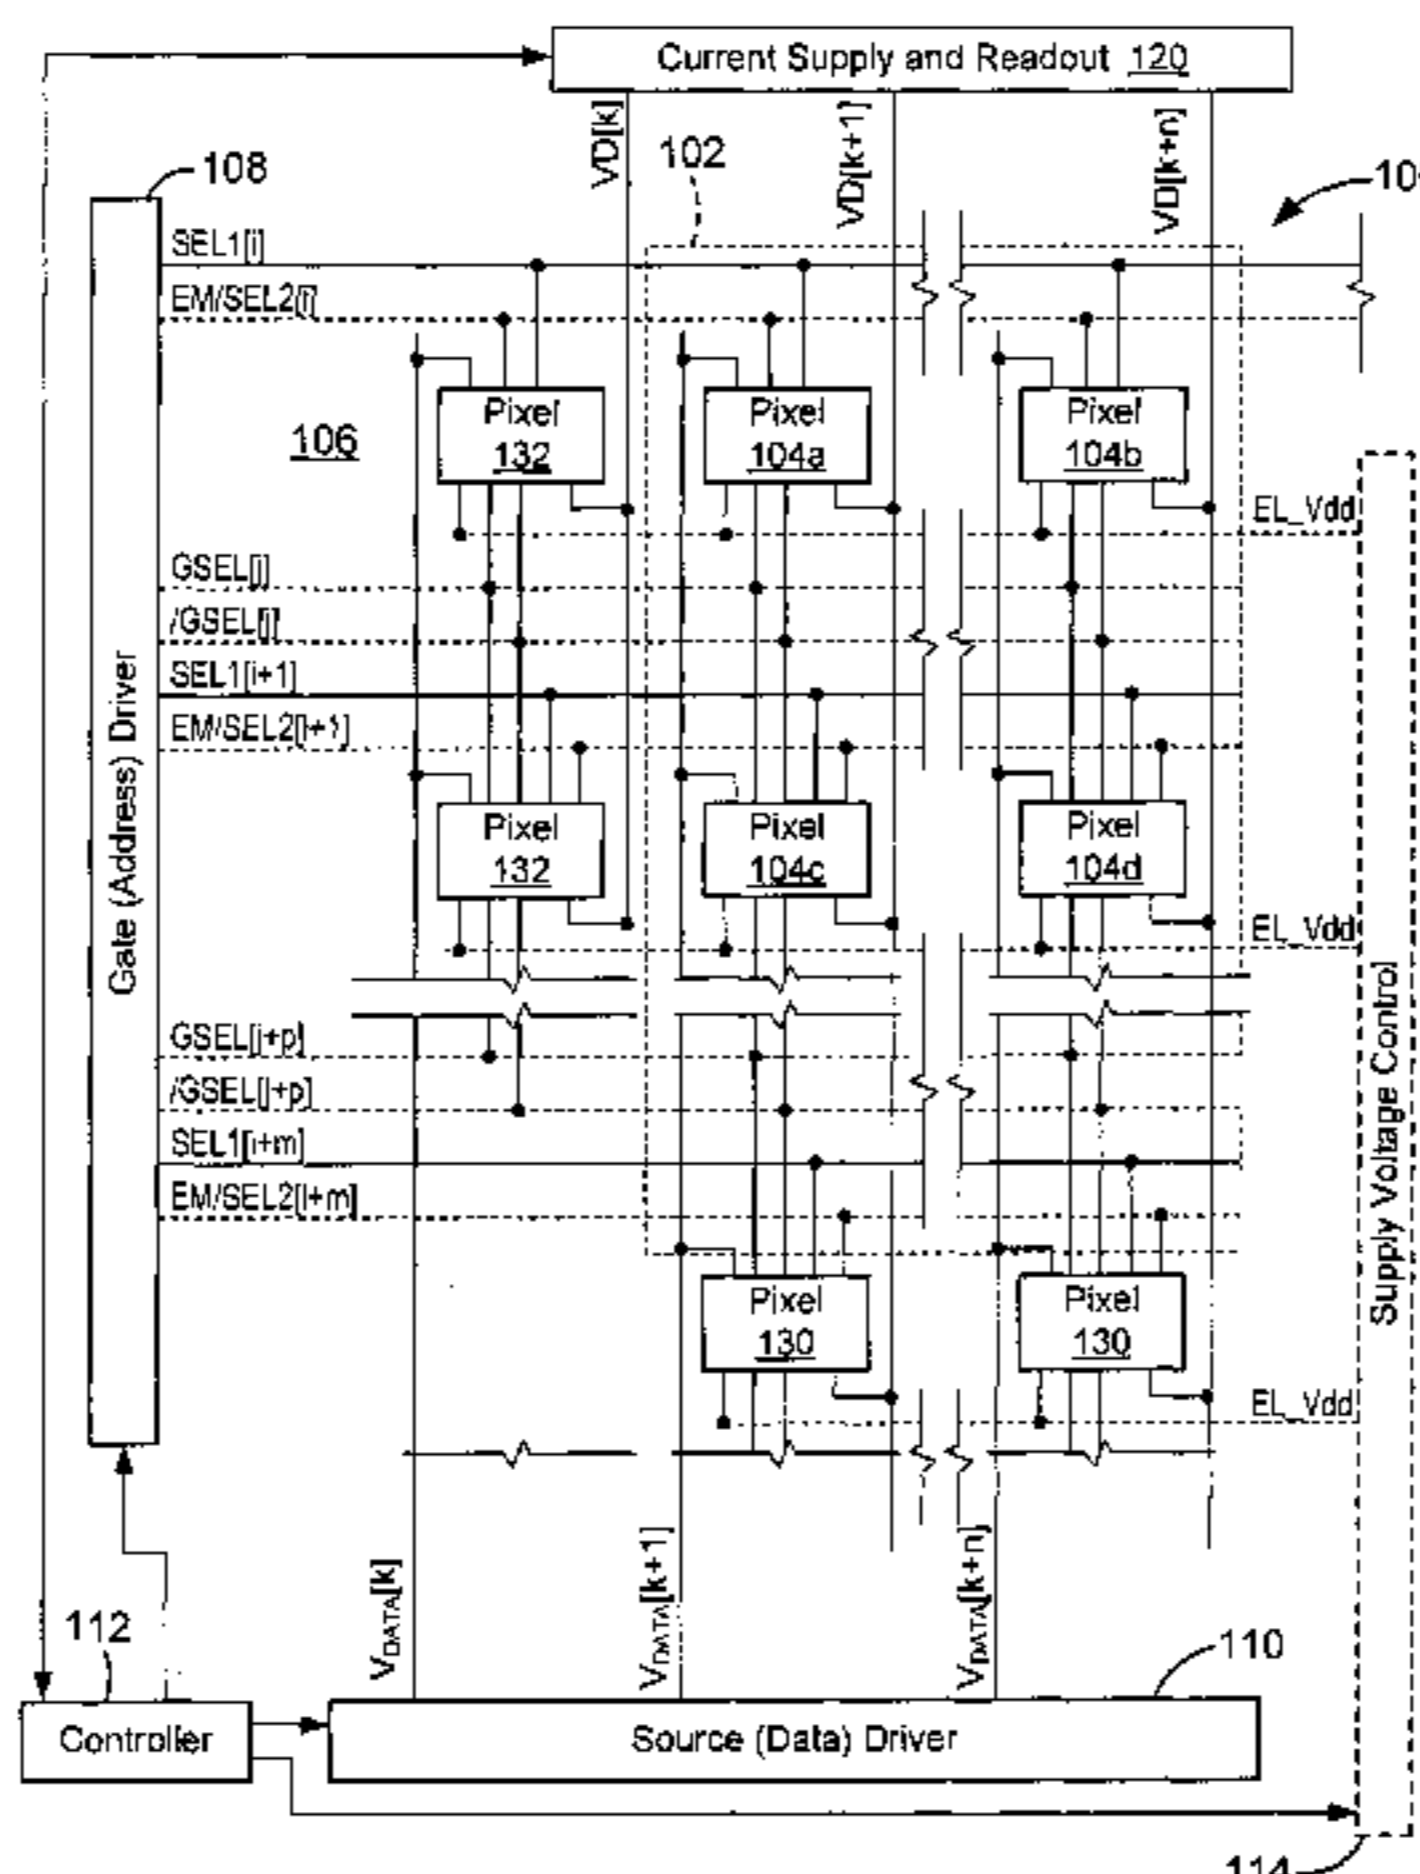 Current Supply and Readout 120
VD[k]
VD[k+1]
VD[k+n]
102
108
SEL1[i]
EM/SEL2[i]
Pixel 132
Pixel 104a
Pixel 104b
106
EL_Vdd
GSEL[j]
/GSEL[j]
SEL1[i+1]
EM/SEL2[i+1]
Gate (Address) Driver
Pixel 132
Pixel 104c
Pixel 104d
EL_Vdd
Supply Voltage Control
GSEL[j+p]
/GSEL[j+p]
SEL1[i+m]
EM/SEL2[i+m]
Pixel 130
Pixel 130
EL_Vdd
VDATA[k]
VDATA[k+1]
VDATA[k+n]
112
110
Controller
Source (Data) Driver
114